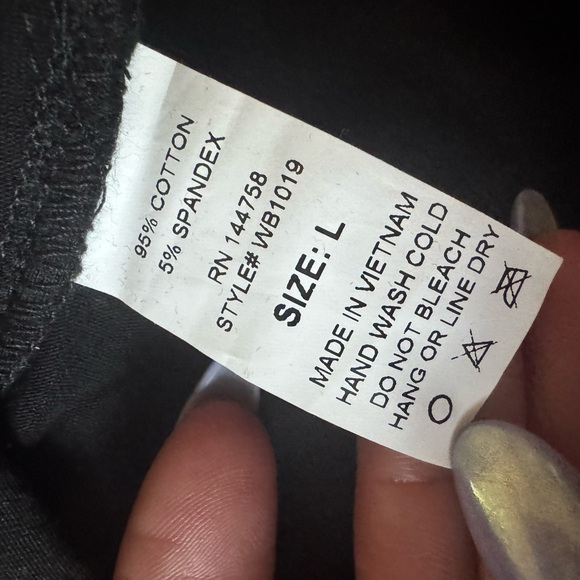 95% COTTON
5% SPANDEX
RN 144758
STYLE# WB1019
SIZE: L
MADE IN VIETNAM
HAND WASH COLD
DO NOT BLEACH
HANG OR LINE DRY